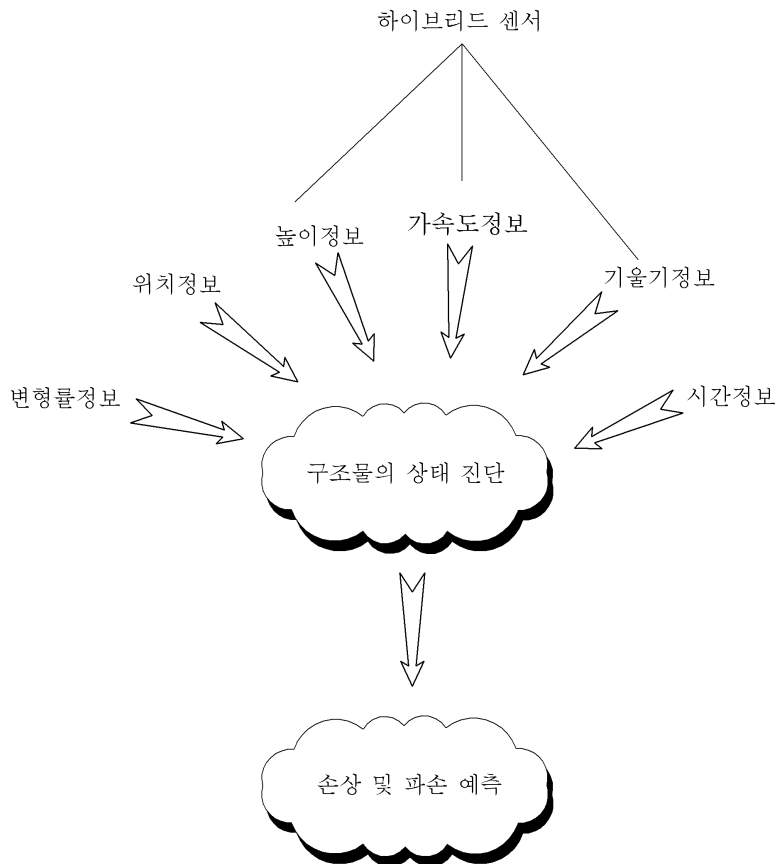 하이브리드 센서
높이정보
가속도정보
위치정보
기울기정보
변형률정보
시간정보
구조물의 상태 진단
손상 및 파손 예측